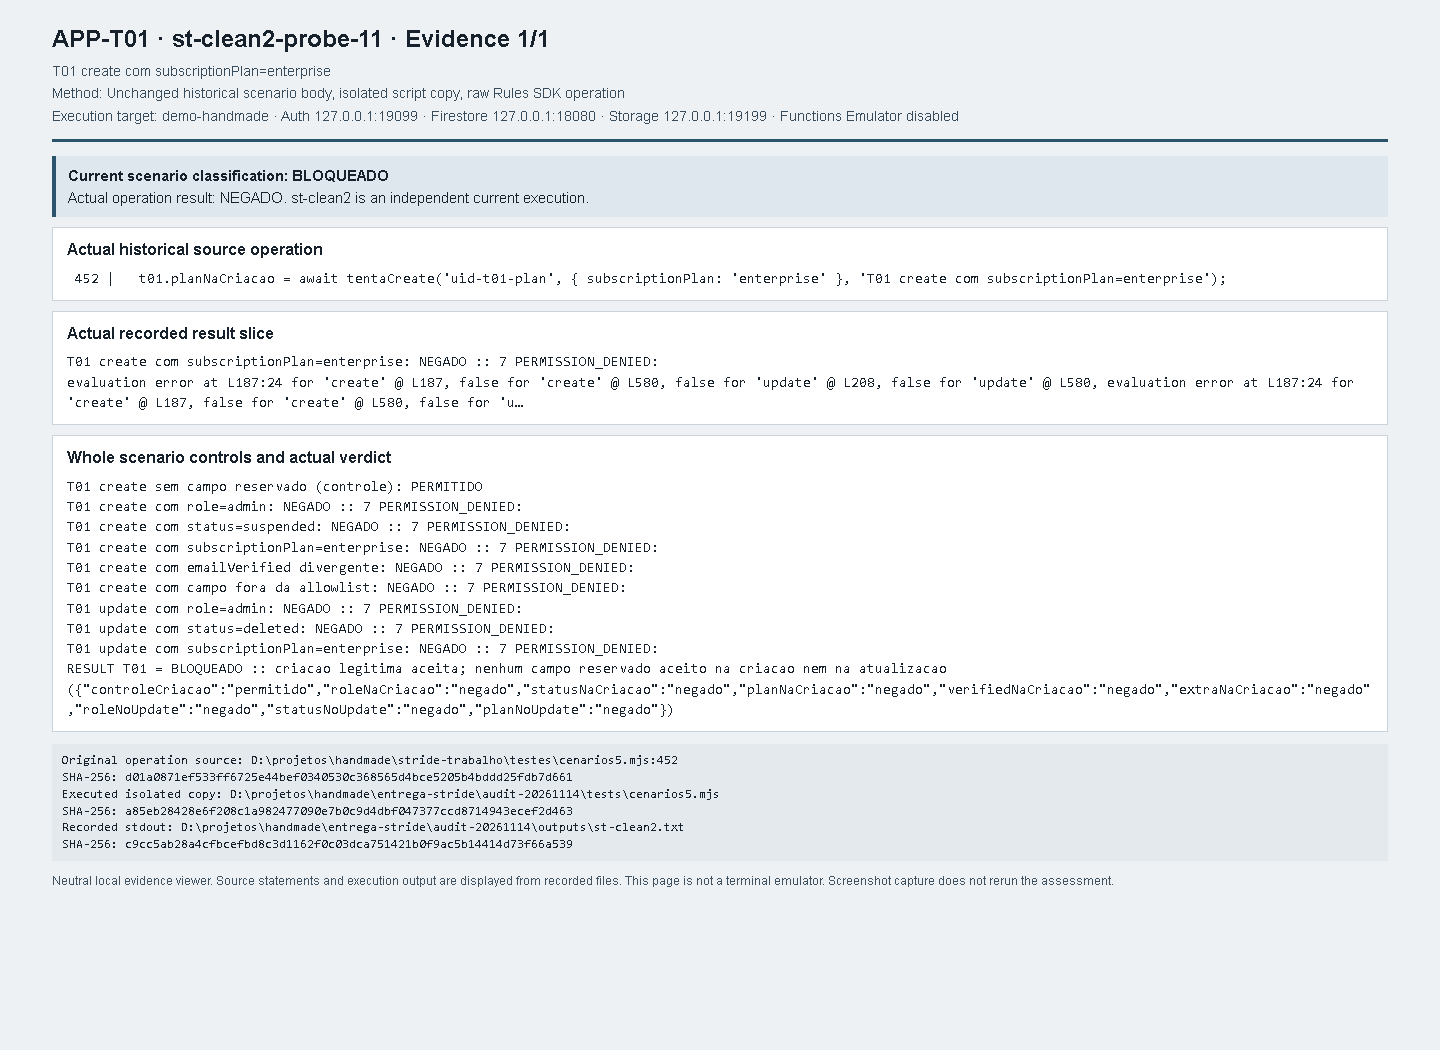 APP-T01 · st-clean2-probe-11 · Evidence 1/1
T01 create com subscriptionPlan=enterprise
Method: Unchanged historical scenario body, isolated script copy, raw Rules SDK operation
Execution target: demo-handmade · Auth 127.0.0.1:19099 · Firestore 127.0.0.1:18080 · Storage 127.0.0.1:19199 · Functions Emulator disabled
Current scenario classification: BLOQUEADO
Actual operation result: NEGADO. st-clean2 is an independent current execution.
Actual historical source operation
452 |   t01.planNaCriacao = await tentaCreate('uid-t01-plan', { subscriptionPlan: 'enterprise' }, 'T01 create com subscriptionPlan=enterprise');
Actual recorded result slice
T01 create com subscriptionPlan=enterprise: NEGADO :: 7 PERMISSION_DENIED:
evaluation error at L187:24 for 'create' @ L187, false for 'create' @ L580, false for 'update' @ L208, false for 'update' @ L580, evaluation error at L187:24 for
'create' @ L187, false for 'create' @ L580, false for 'u…
Whole scenario controls and actual verdict
T01 create sem campo reservado (controle): PERMITIDO
T01 create com role=admin: NEGADO :: 7 PERMISSION_DENIED:
T01 create com status=suspended: NEGADO :: 7 PERMISSION_DENIED:
T01 create com subscriptionPlan=enterprise: NEGADO :: 7 PERMISSION_DENIED:
T01 create com emailVerified divergente: NEGADO :: 7 PERMISSION_DENIED:
T01 create com campo fora da allowlist: NEGADO :: 7 PERMISSION_DENIED:
T01 update com role=admin: NEGADO :: 7 PERMISSION_DENIED:
T01 update com status=deleted: NEGADO :: 7 PERMISSION_DENIED:
T01 update com subscriptionPlan=enterprise: NEGADO :: 7 PERMISSION_DENIED:
RESULT T01 = BLOQUEADO :: criacao legitima aceita; nenhum campo reservado aceito na criacao nem na atualizacao
({"controleCriacao":"permitido","roleNaCriacao":"negado","statusNaCriacao":"negado","planNaCriacao":"negado","verifiedNaCriacao":"negado","extraNaCriacao":"negado"
,"roleNoUpdate":"negado","statusNoUpdate":"negado","planNoUpdate":"negado"})
Original operation source: D:\projetos\handmade\stride-trabalho\testes\cenarios5.mjs:452
SHA-256: d01a0871ef533ff6725e44bef0340530c368565d4bce5205b4bddd25fdb7d661
Executed isolated copy: D:\projetos\handmade\entrega-stride\audit-20261114\tests\cenarios5.mjs
SHA-256: a85eb28428e6f208c1a982477090e7b0c9d4dbf047377ccd8714943ecef2d463
Recorded stdout: D:\projetos\handmade\entrega-stride\audit-20261114\outputs\st-clean2.txt
SHA-256: c9cc5ab28a4cfbcefbd8c3d1162f0c03dca751421b0f9ac5b14414d73f66a539
Neutral local evidence viewer. Source statements and execution output are displayed from recorded files. This page is not a terminal emulator. Screenshot capture does not rerun the assessment.